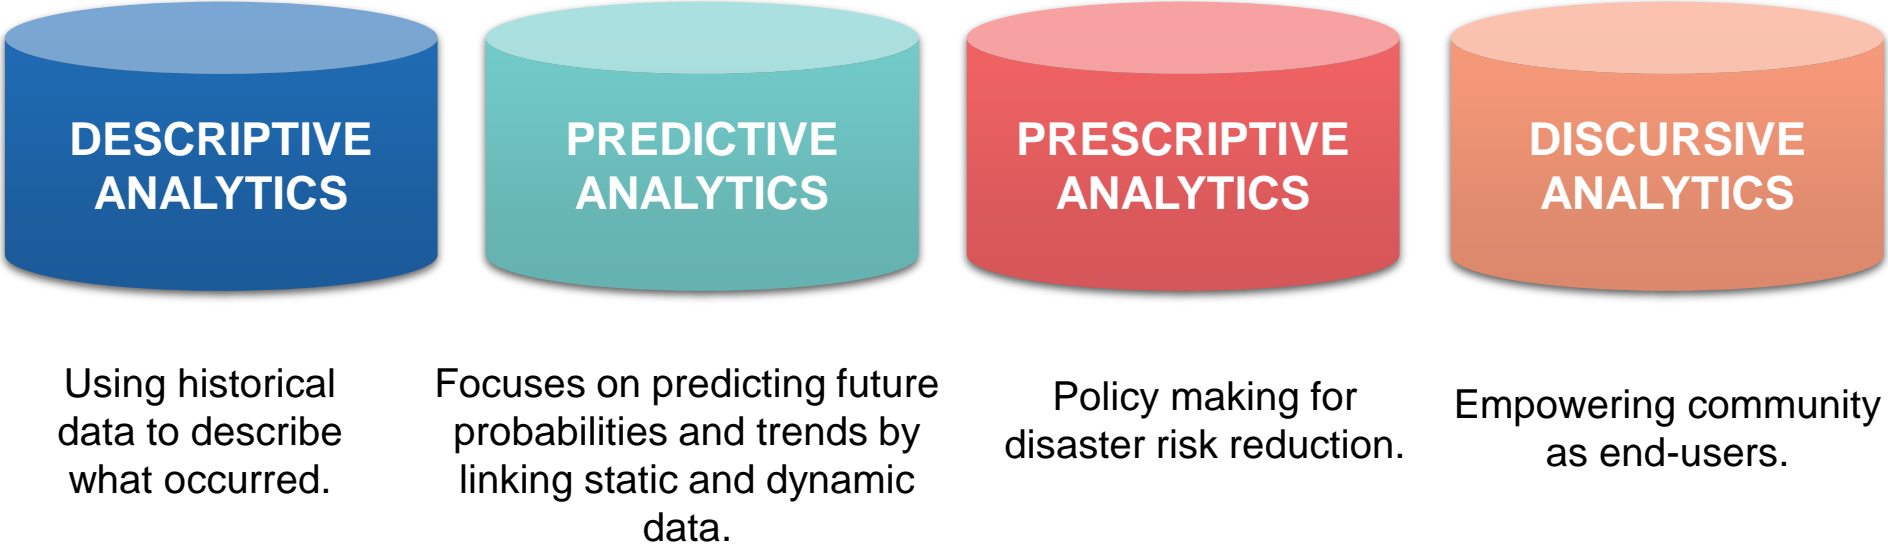 DESCRIPTIVE
ANALYTICS
PREDICTIVE
ANALYTICS
PRESCRIPTIVE
ANALYTICS
DISCURSIVE
ANALYTICS
Using historical
data to describe
what occurred.
Focuses on predicting future
probabilities and trends by
linking static and dynamic
data.
Policy making for
disaster risk reduction.
Empowering community
as end-users.